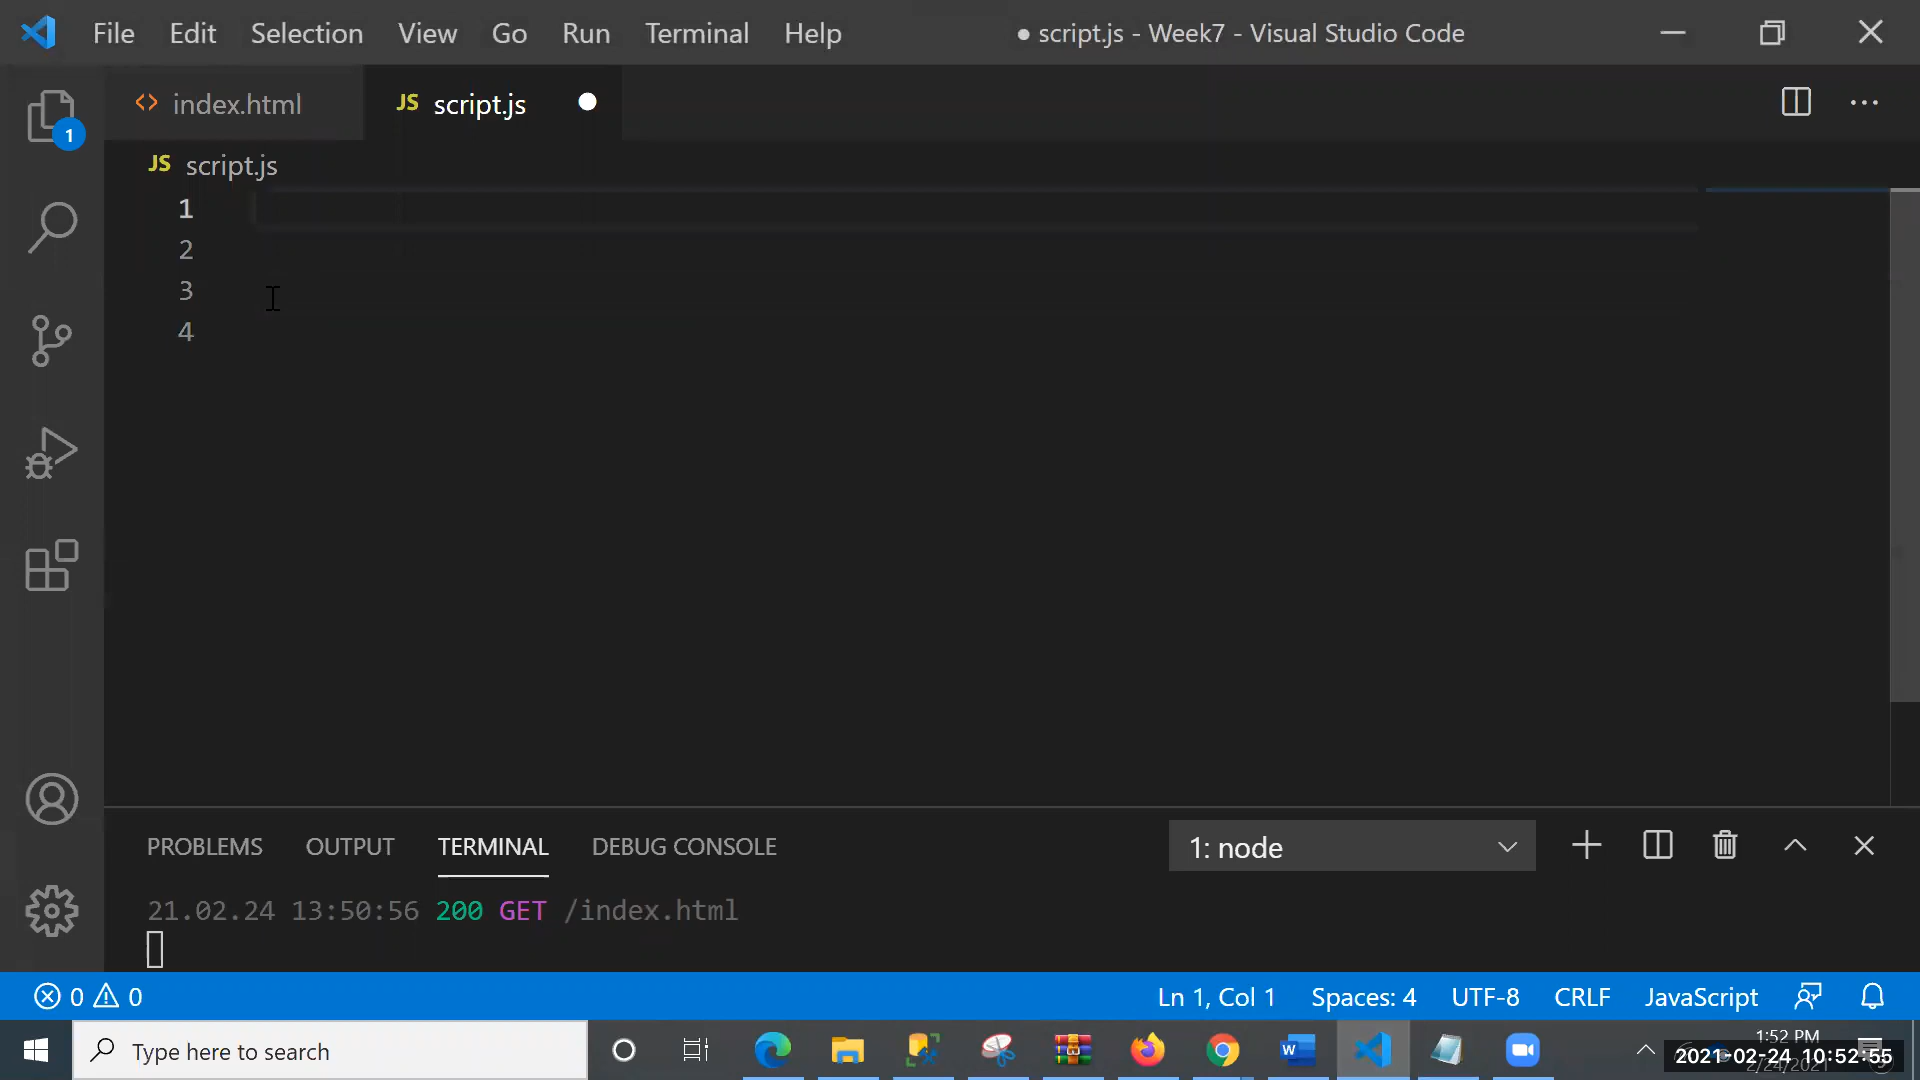 File Edit Selection View Go Run Terminal Help ● script.js - Week7 - Visual Studio Code
index.html JS script.js
1
JS script.js
1
2
3
4
PROBLEMS OUTPUT TERMINAL DEBUG CONSOLE 1: node
21.02.24 13:50:56 200 GET /index.html
0 0 Ln 1, Col 1 Spaces: 4 UTF-8 CRLF JavaScript
Type here to search
1:52 PM
2021-02-24 10:52:55